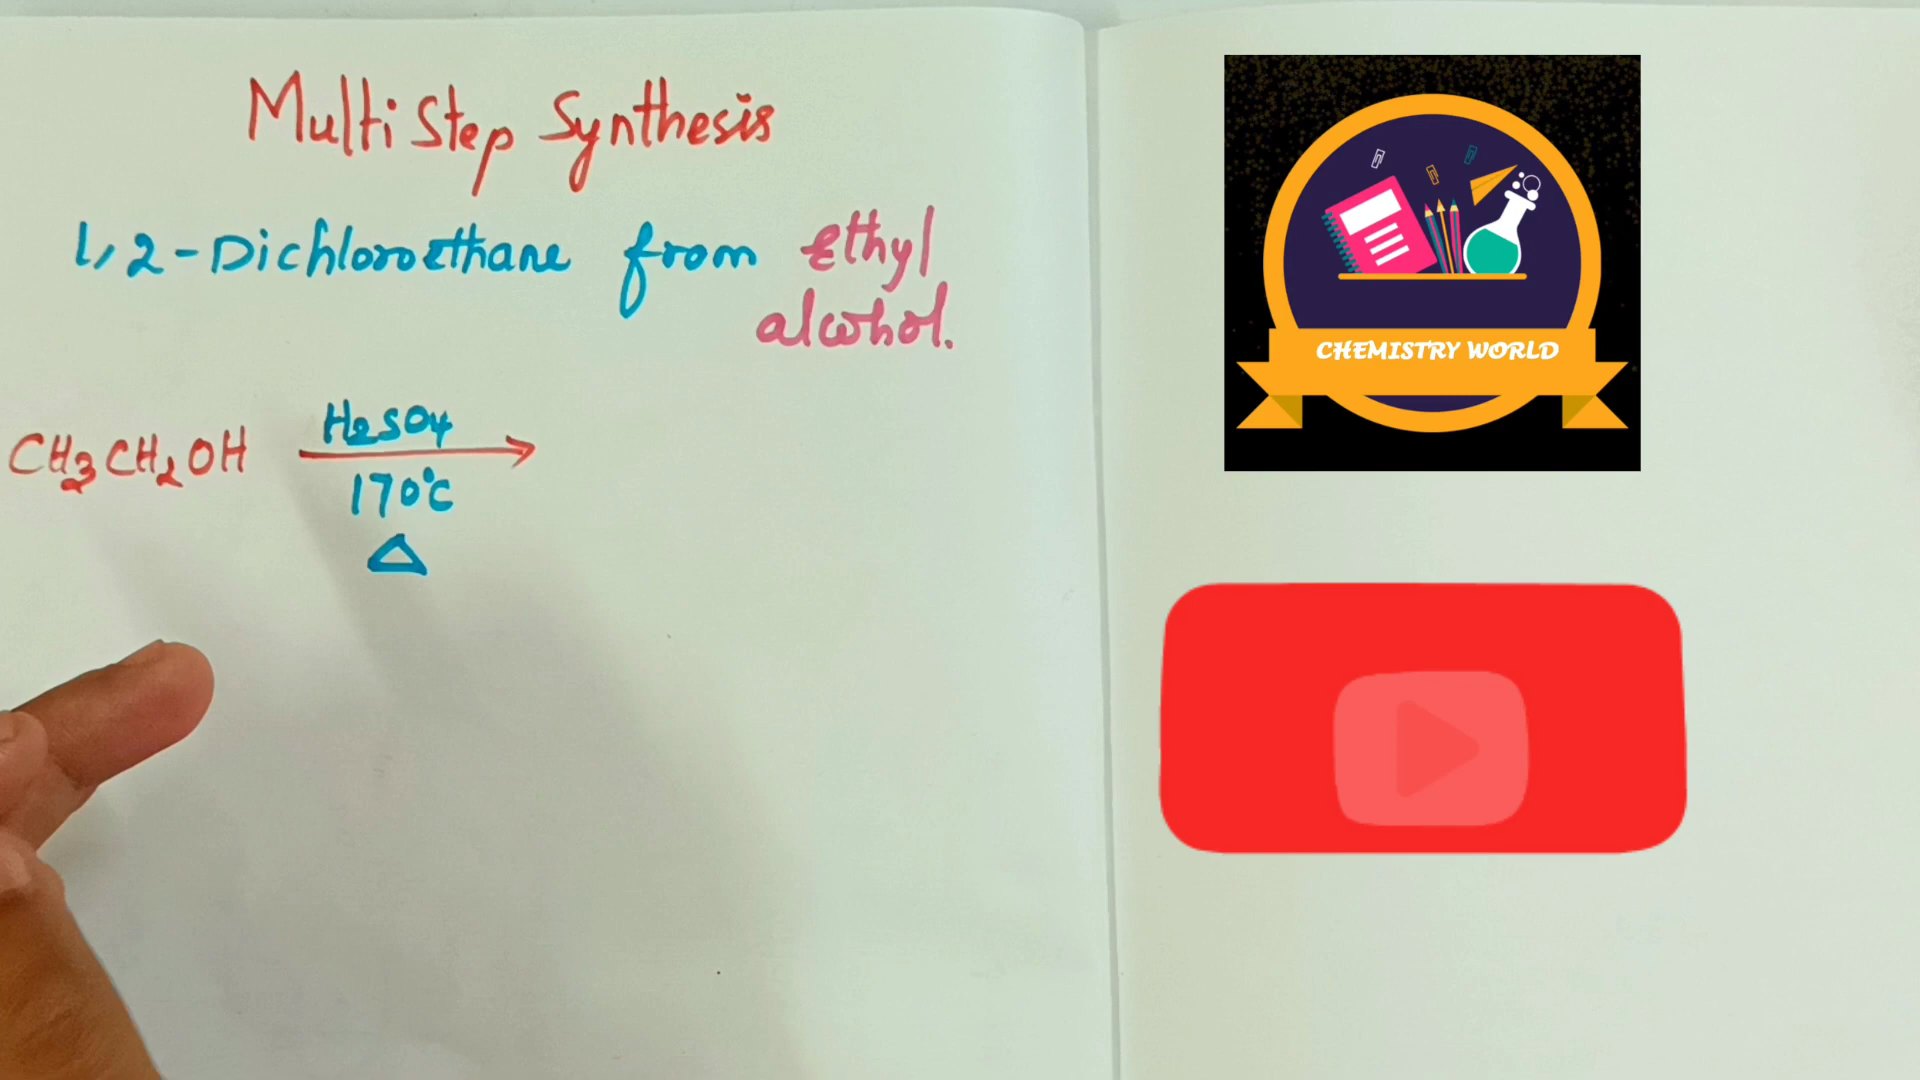 Multi Step Synthesis
1,2-Dichloroethane from Ethyl
alcohol.
CH3CH2OH H2SO4
170°C
Δ
CHEMISTRY WORLD